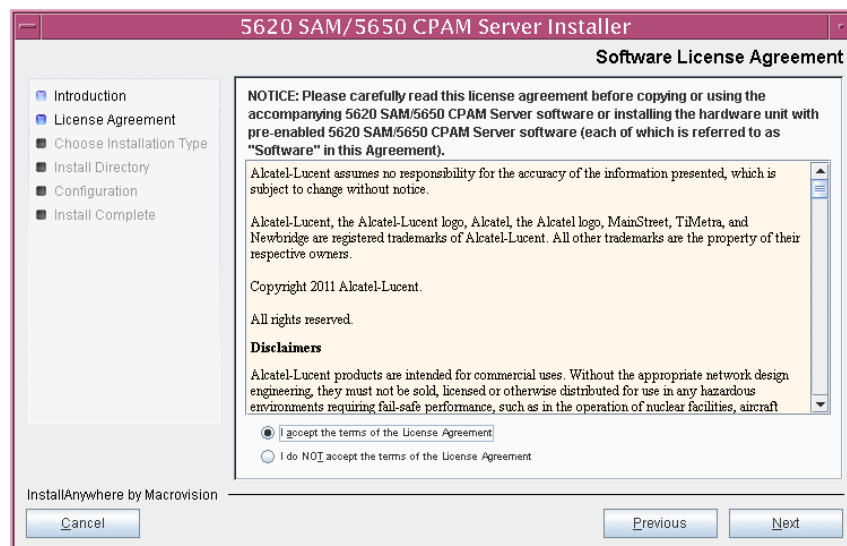 5620 SAM/5650 CPAM Server Installer
Software License Agreement
Introduction
License Agreement
Choose Installation Type
Install Directory
Configuration
Install Complete
NOTICE: Please carefully read this license agreement before copying or using the
accompanying 5620 SAM/5650 CPAM Server software or installing the hardware unit with
pre-enabled 5620 SAM/5650 CPAM Server software (each of which is referred to as
"Software" in this Agreement).
Alcatel-Lucent assumes no responsibility for the accuracy of the information presented, which is
subject to change without notice.
Alcatel-Lucent, the Alcatel-Lucent logo, Alcatel, the Alcatel logo, MainStreet, TiMetra, and
Newbridge are registered trademarks of Alcatel-Lucent. All other trademarks are the property of their
respective owners.
Copyright 2011 Alcatel-Lucent.
All rights reserved.
Disclaimers
Alcatel-Lucent products are intended for commercial uses. Without the appropriate network design
engineering, they must not be sold, licensed or otherwise distributed for use in any hazardous
environments requiring fail-safe performance, such as in the operation of nuclear facilities, aircraft
I accept the terms of the License Agreement
I do NOT accept the terms of the License Agreement
InstallAnywhere by Macrovision
Cancel
Previous
Next